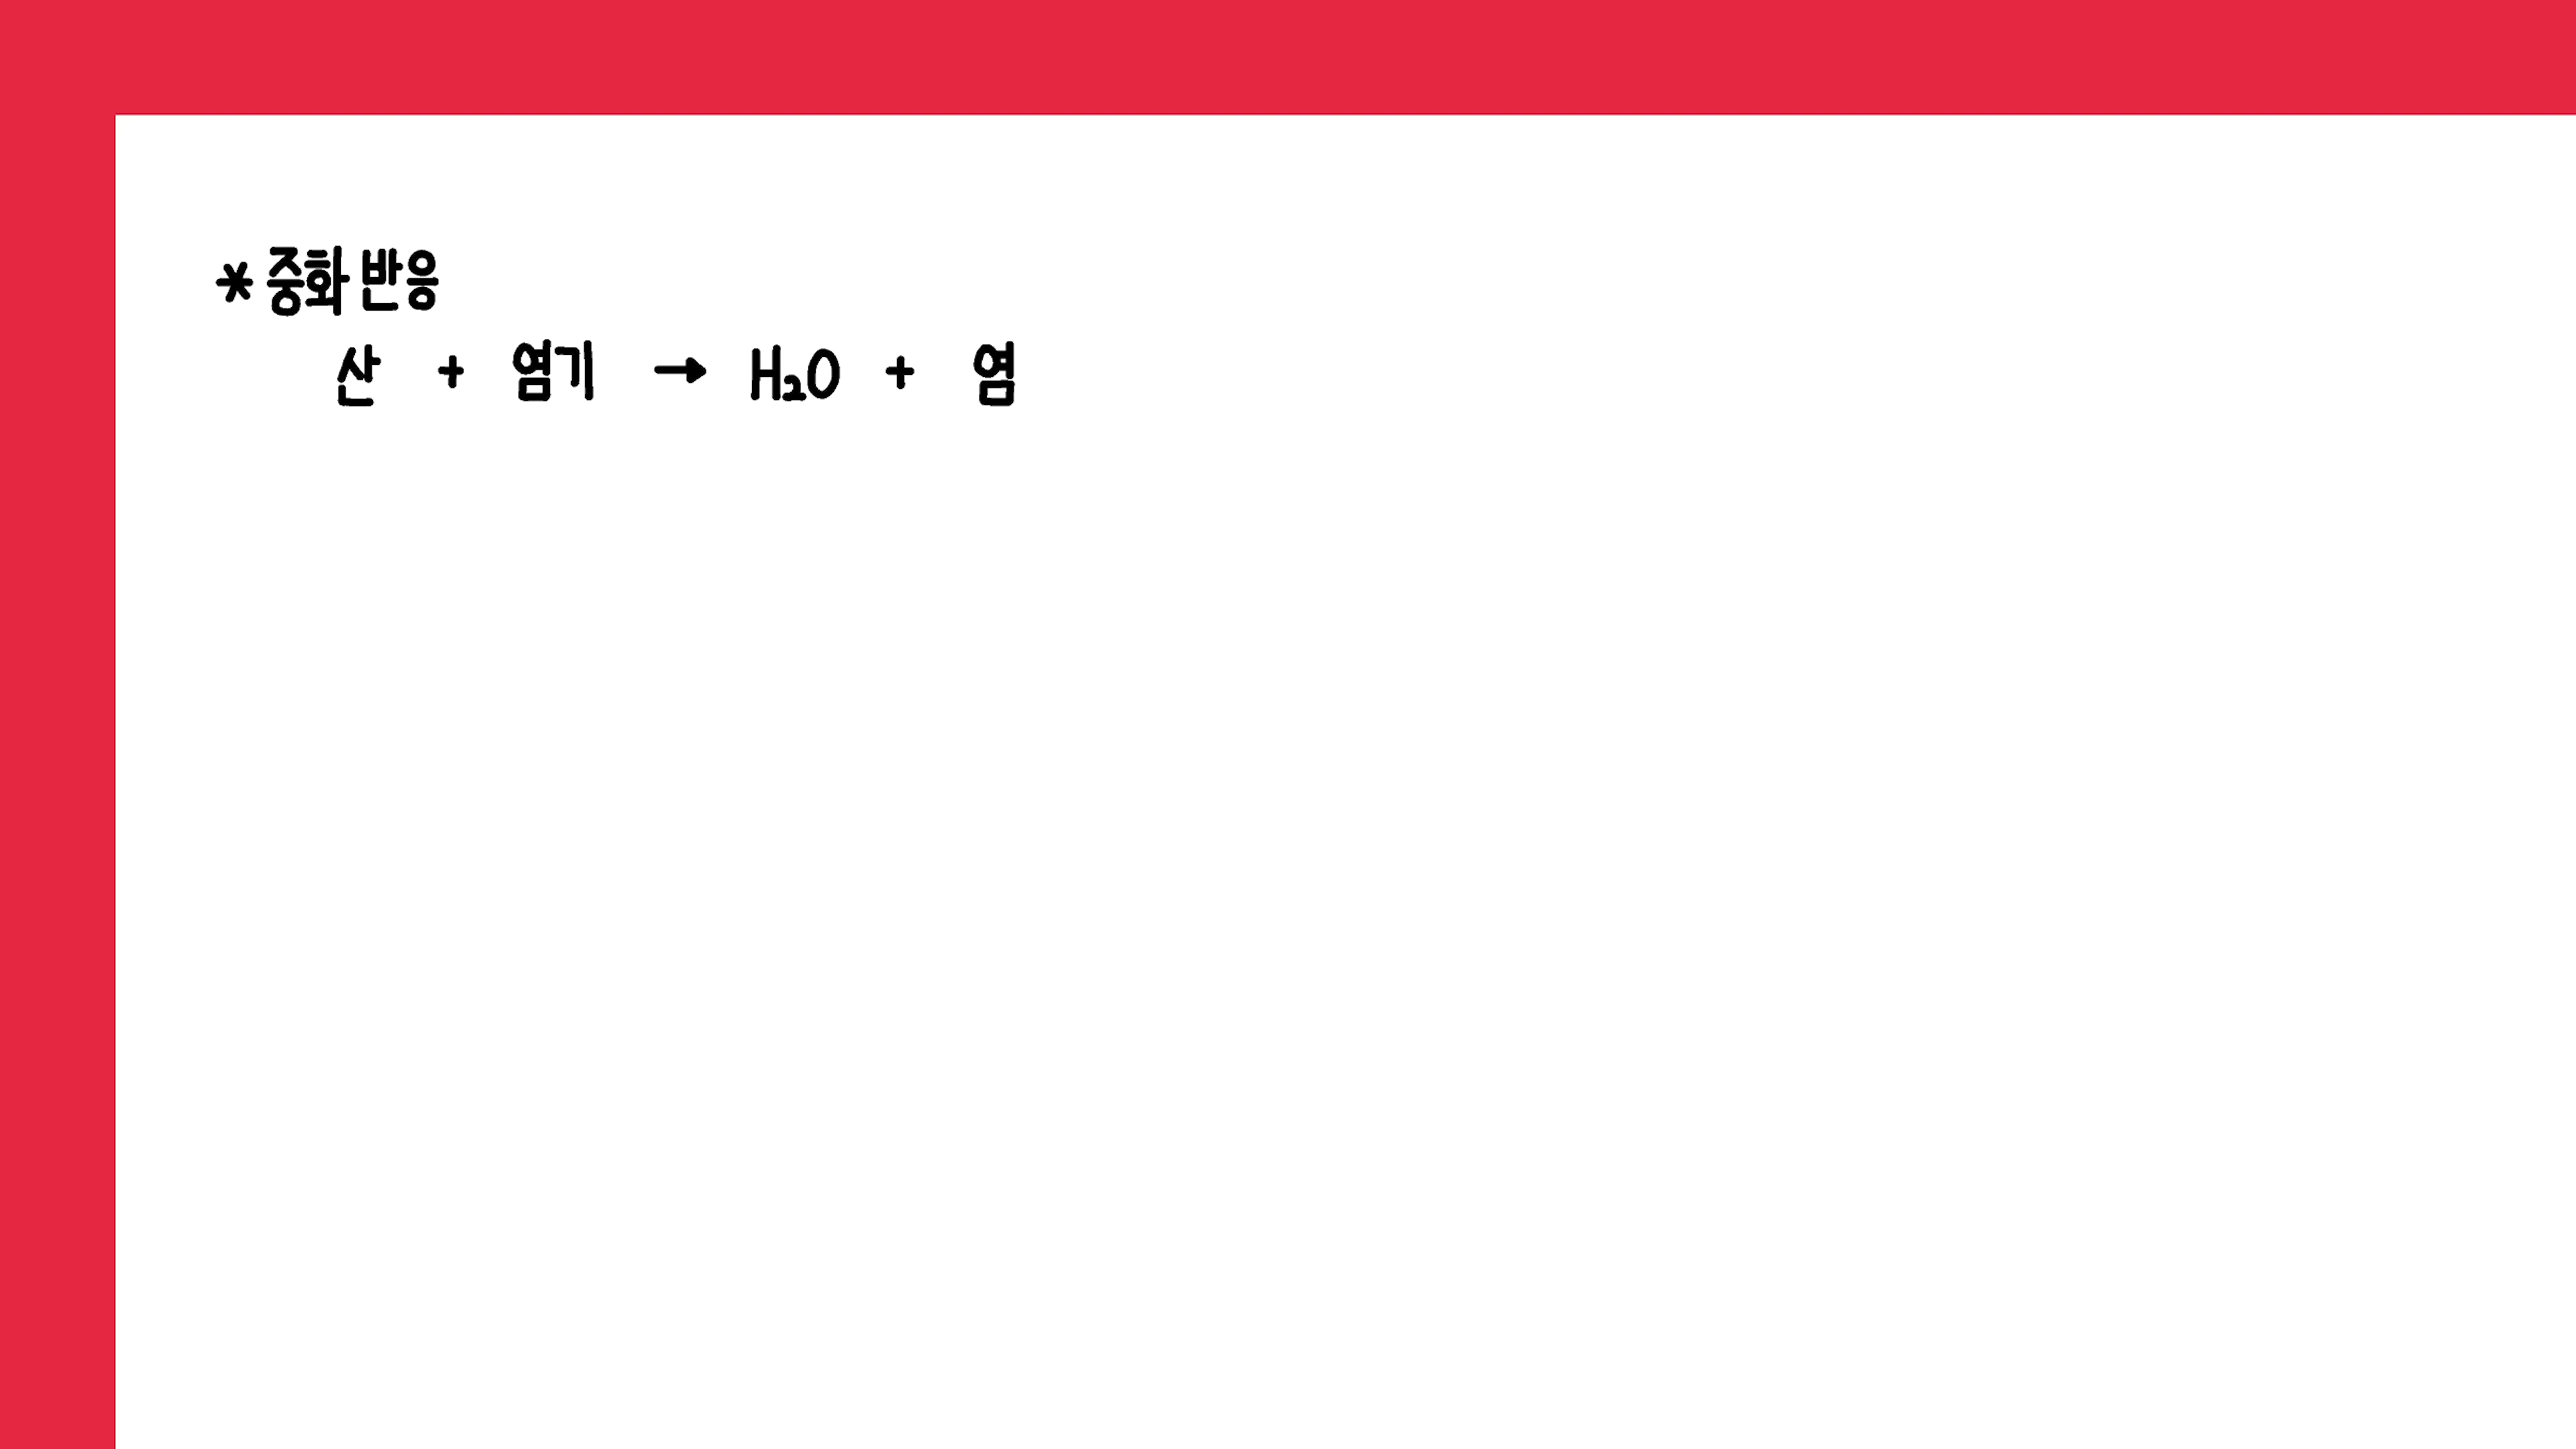 *중화 반응
산 + 염기 → H₂O + 염